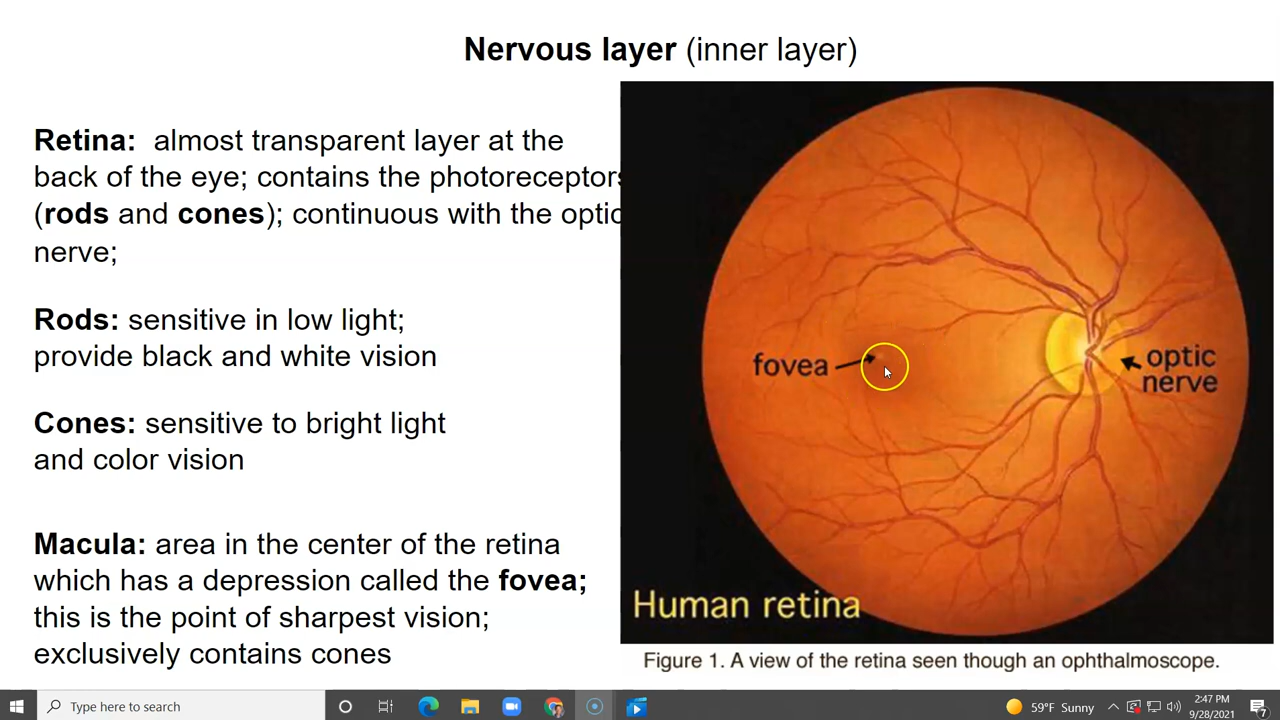 Nervous layer (inner layer)
Retina: almost transparent layer at the
back of the eye; contains the photoreceptors
(rods and cones); continuous with the optic
nerve;
Rods: sensitive in low light;
provide black and white vision
Cones: sensitive to bright light
and color vision
Macula: area in the center of the retina
which has a depression called the fovea;
this is the point of sharpest vision;
exclusively contains cones
fovea
optic
nerve
Human retina
Figure 1. A view of the retina seen though an ophthalmoscope.
Type here to search
59°F Sunny
2:47 PM
9/28/2021
7